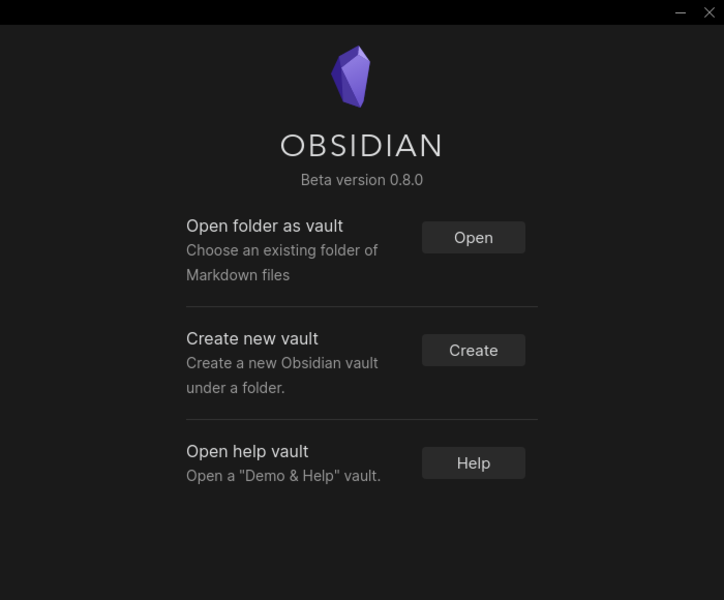 OBSIDIAN
Beta version 0.8.0
Open folder as vault
Choose an existing folder of
Markdown files
Open
Create new vault
Create a new Obsidian vault
under a folder.
Create
Open help vault
Open a "Demo & Help" vault.
Help